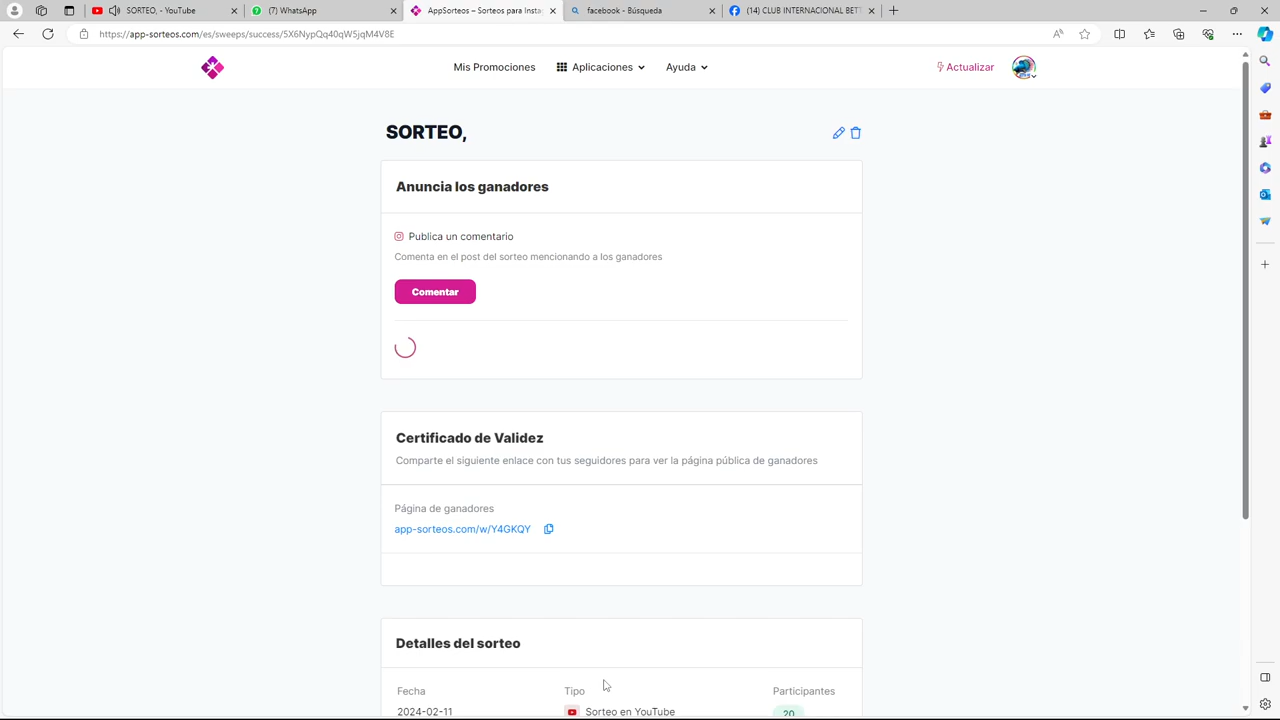 SORTEO, - YouTube
(7) WhatsApp
AppSorteos – Sorteos para Insta
facebook - Búsqueda
(14) CLUB INTERNACIONAL BETT
https://app-sorteos.com/es/sweeps/success/5X6NypQq40qW5jqM4V8E
Mis Promociones
Aplicaciones
Ayuda
Actualizar
SORTEO,
Anuncia los ganadores
Publica un comentario
Comenta en el post del sorteo mencionando a los ganadores
Comentar
Certificado de Validez
Comparte el siguiente enlace con tus seguidores para ver la página pública de ganadores
Página de ganadores
app-sorteos.com/w/Y4GKQY
Detalles del sorteo
Fecha
Tipo
Participantes
2024-02-11
Sorteo en YouTube
20